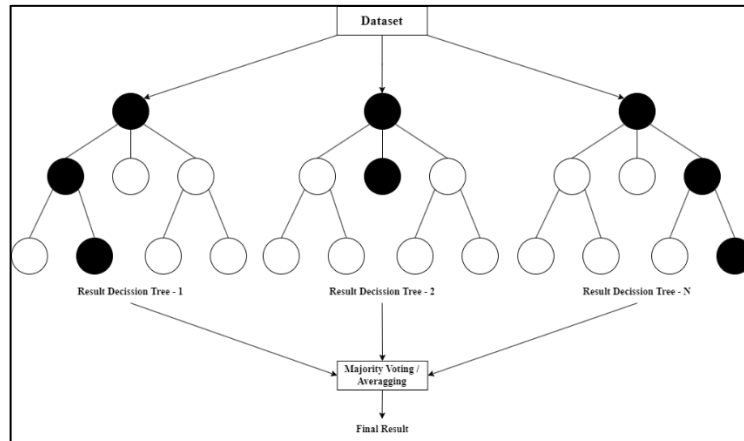 Dataset
Result Decission Tree - 1
Result Decission Tree - 2
Result Decission Tree - N
Majority Voting /
Averagging
Final Result